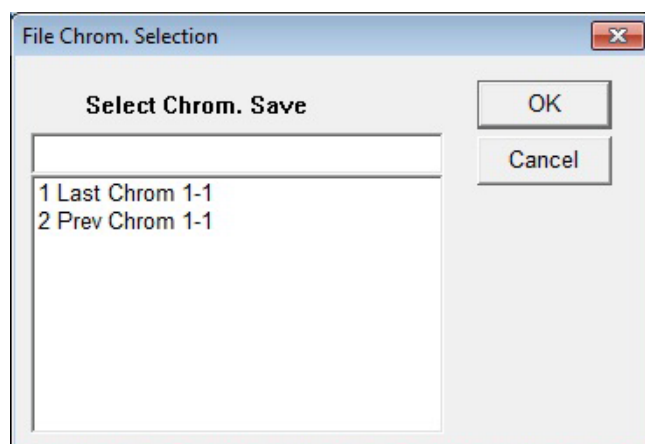 File Chrom. Selection
Select Chrom. Save
OK
Cancel
1 Last Chrom 1-1
2 Prev Chrom 1-1